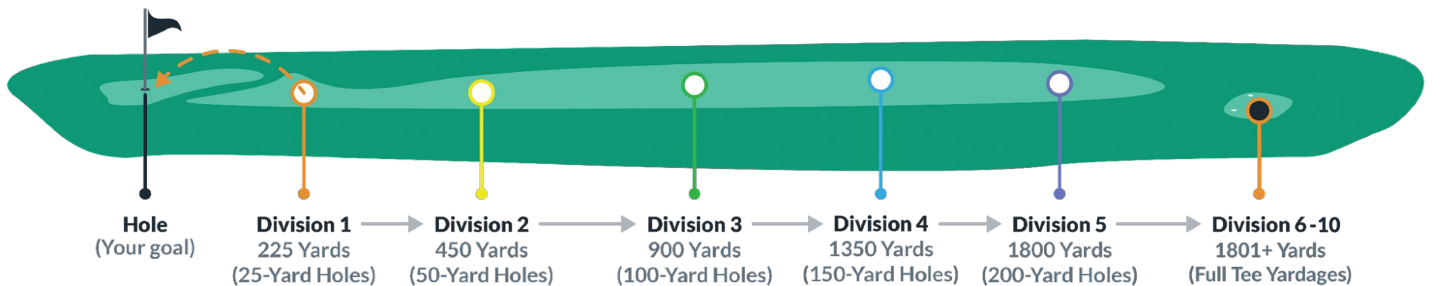 Hole
(Your goal)
Division 1
225 Yards
(25-Yard Holes)
Division 2
450 Yards
(50-Yard Holes)
Division 3
900 Yards
(100-Yard Holes)
Division 4
1350 Yards
(150-Yard Holes)
Division 5
1800 Yards
(200-Yard Holes)
Division 6-10
1801+ Yards
(Full Tee Yardages)